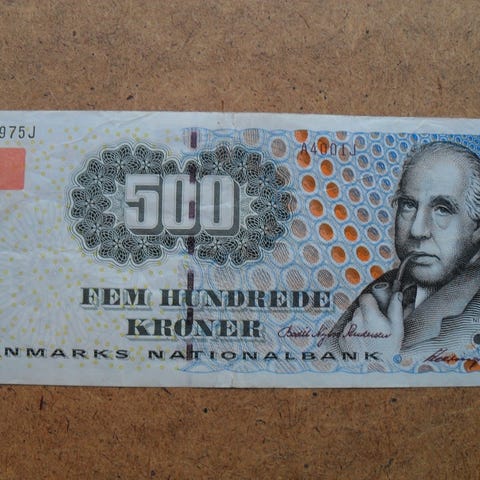 975J
A4001J
500
FEM HUNDREDE
KRONER
NMARKS NATIONALBANK